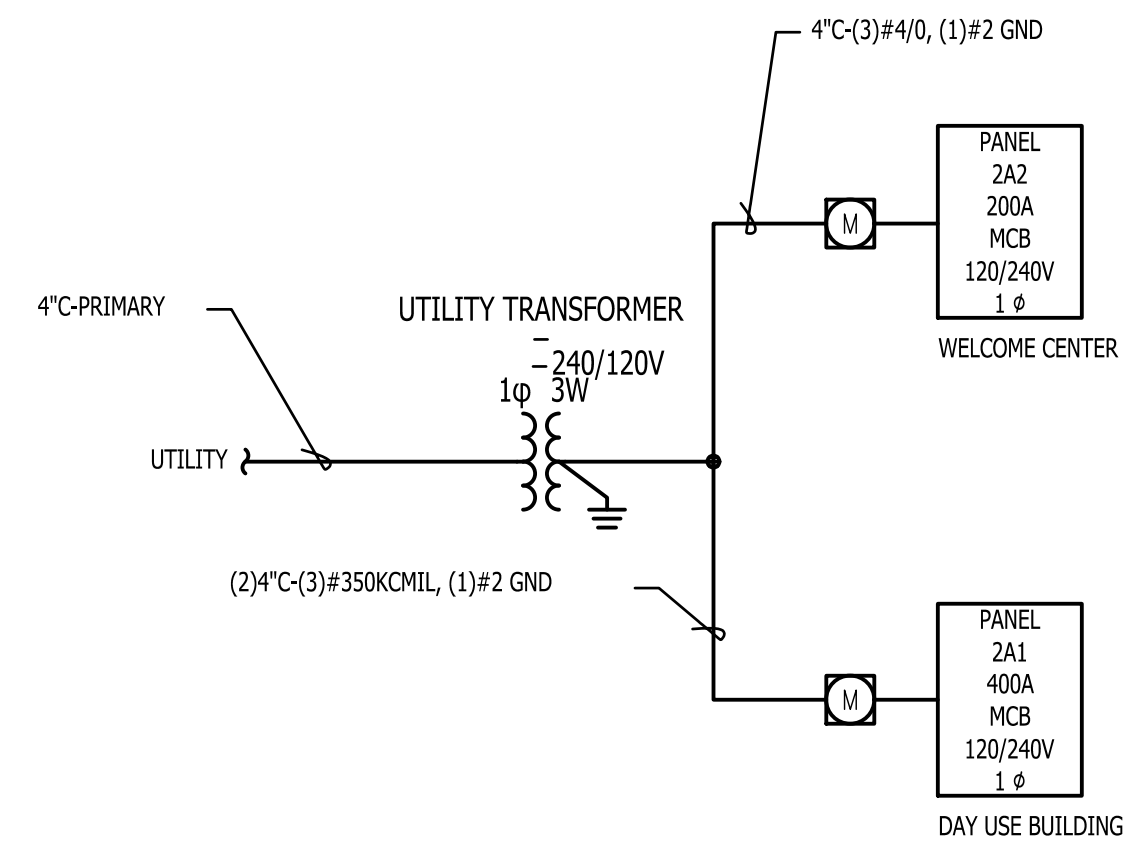 4"C-(3)#4/0, (1)#2 GND
PANEL
2A2
200A
MCB
120/240V
1 ϕ
WELCOME CENTER
M
4"C-PRIMARY
UTILITY TRANSFORMER
–
–240/120V
1φ 3W
UTILITY
(2)4"C-(3)#350KCMIL, (1)#2 GND
M
PANEL
2A1
400A
MCB
120/240V
1 ϕ
DAY USE BUILDING